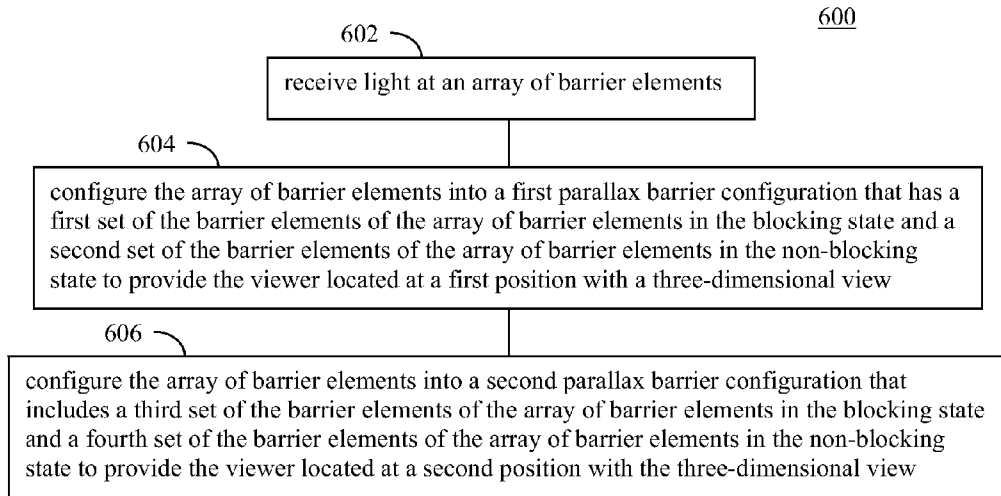 600
602
receive light at an array of barrier elements
604
configure the array of barrier elements into a first parallax barrier configuration that has a
first set of the barrier elements of the array of barrier elements in the blocking state and a
second set of the barrier elements of the array of barrier elements in the non-blocking
state to provide the viewer located at a first position with a three-dimensional view
606
configure the array of barrier elements into a second parallax barrier configuration that
includes a third set of the barrier elements of the array of barrier elements in the blocking state
and a fourth set of the barrier elements of the array of barrier elements in the non-blocking
state to provide the viewer located at a second position with the three-dimensional view